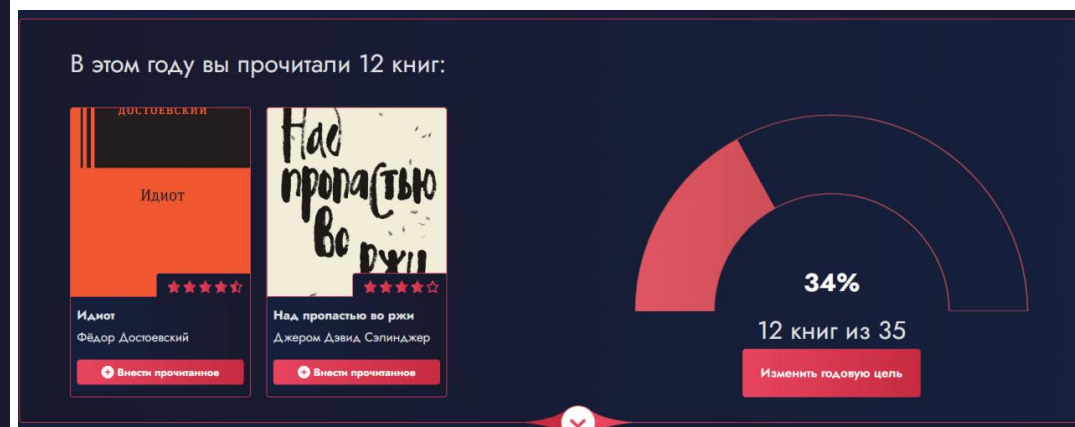 В этом году вы прочитали 12 книг:
ДОСТОЕВСКИЙ
Идиот
Над
пропастью
во
ржи
Идиот
Фёдор Достоевский
Внести прочитанное
Над пропастью во ржи
Джером Дэвид Сэлинджер
Внести прочитанное
34%
12 книг из 35
Изменить годовую цель